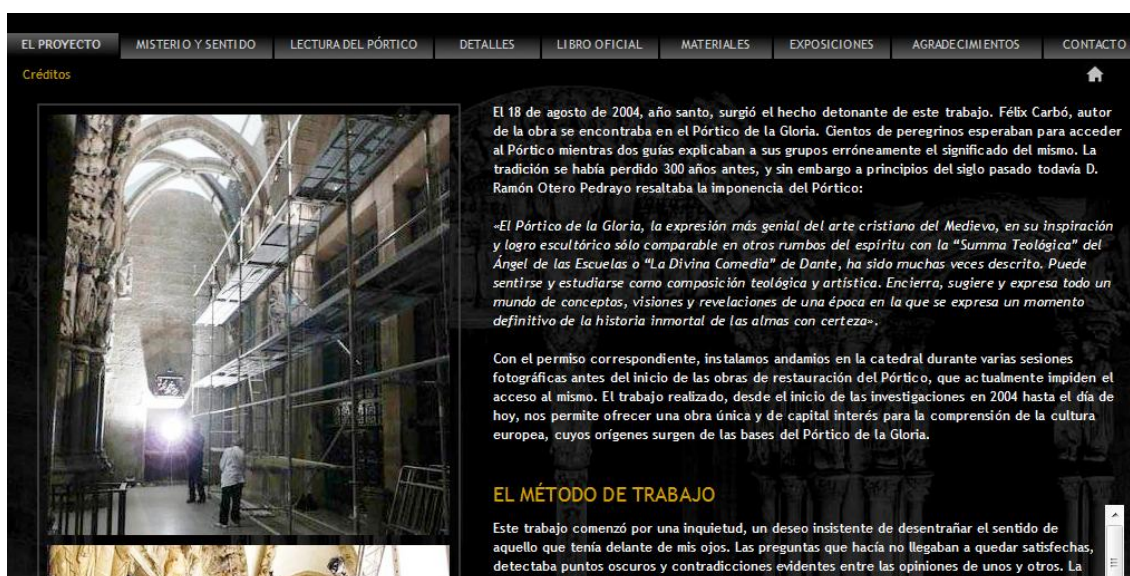 EL PROYECTO MISTERIO Y SENTIDO LECTURA DEL PÓRTICO DETALLES LIBRO OFICIAL MATERIALES EXPOSICIONES AGRADECIMIENTOS CONTACTO
Créditos
El 18 de agosto de 2004, año santo, surgió el hecho detonante de este trabajo. Félix Carbó, autor
de la obra se encontraba en el Pórtico de la Gloria. Cientos de peregrinos esperaban para acceder
al Pórtico mientras dos guías explicaban a sus grupos erróneamente el significado del mismo. La
tradición se había perdido 300 años antes, y sin embargo a principios del siglo pasado todavía D.
Ramón Otero Pedrayo resaltaba la imponencia del Pórtico:
«El Pórtico de la Gloria, la expresión más genial del arte cristiano del Medievo, en su inspiración
y logro escultórico sólo comparable en otros rumbos del espíritu con la “Summa Teológica” del
Ángel de las Escuelas o “La Divina Comedia” de Dante, ha sido muchas veces descrito. Puede
sentirse y estudiarse como composición teológica y artística. Encierra, sugiere y expresa todo un
mundo de conceptos, visiones y revelaciones de una época en la que se expresa un momento
definitivo de la historia inmortal de las almas con certeza».
Con el permiso correspondiente, instalamos andamios en la catedral durante varias sesiones
fotográficas antes del inicio de las obras de restauración del Pórtico, que actualmente impiden el
acceso al mismo. El trabajo realizado, desde el inicio de las investigaciones en 2004 hasta el día de
hoy, nos permite ofrecer una obra única y de capital interés para la comprensión de la cultura
europea, cuyos orígenes surgen de las bases del Pórtico de la Gloria.
EL MÉTODO DE TRABAJO
Este trabajo comenzó por una inquietud, un deseo insistente de desentrañar el sentido de
aquello que tenía delante de mis ojos. Las preguntas que hacía no llegaban a quedar satisfechas,
detectaba puntos oscuros y contradicciones evidentes entre las opiniones de unos y otros. La